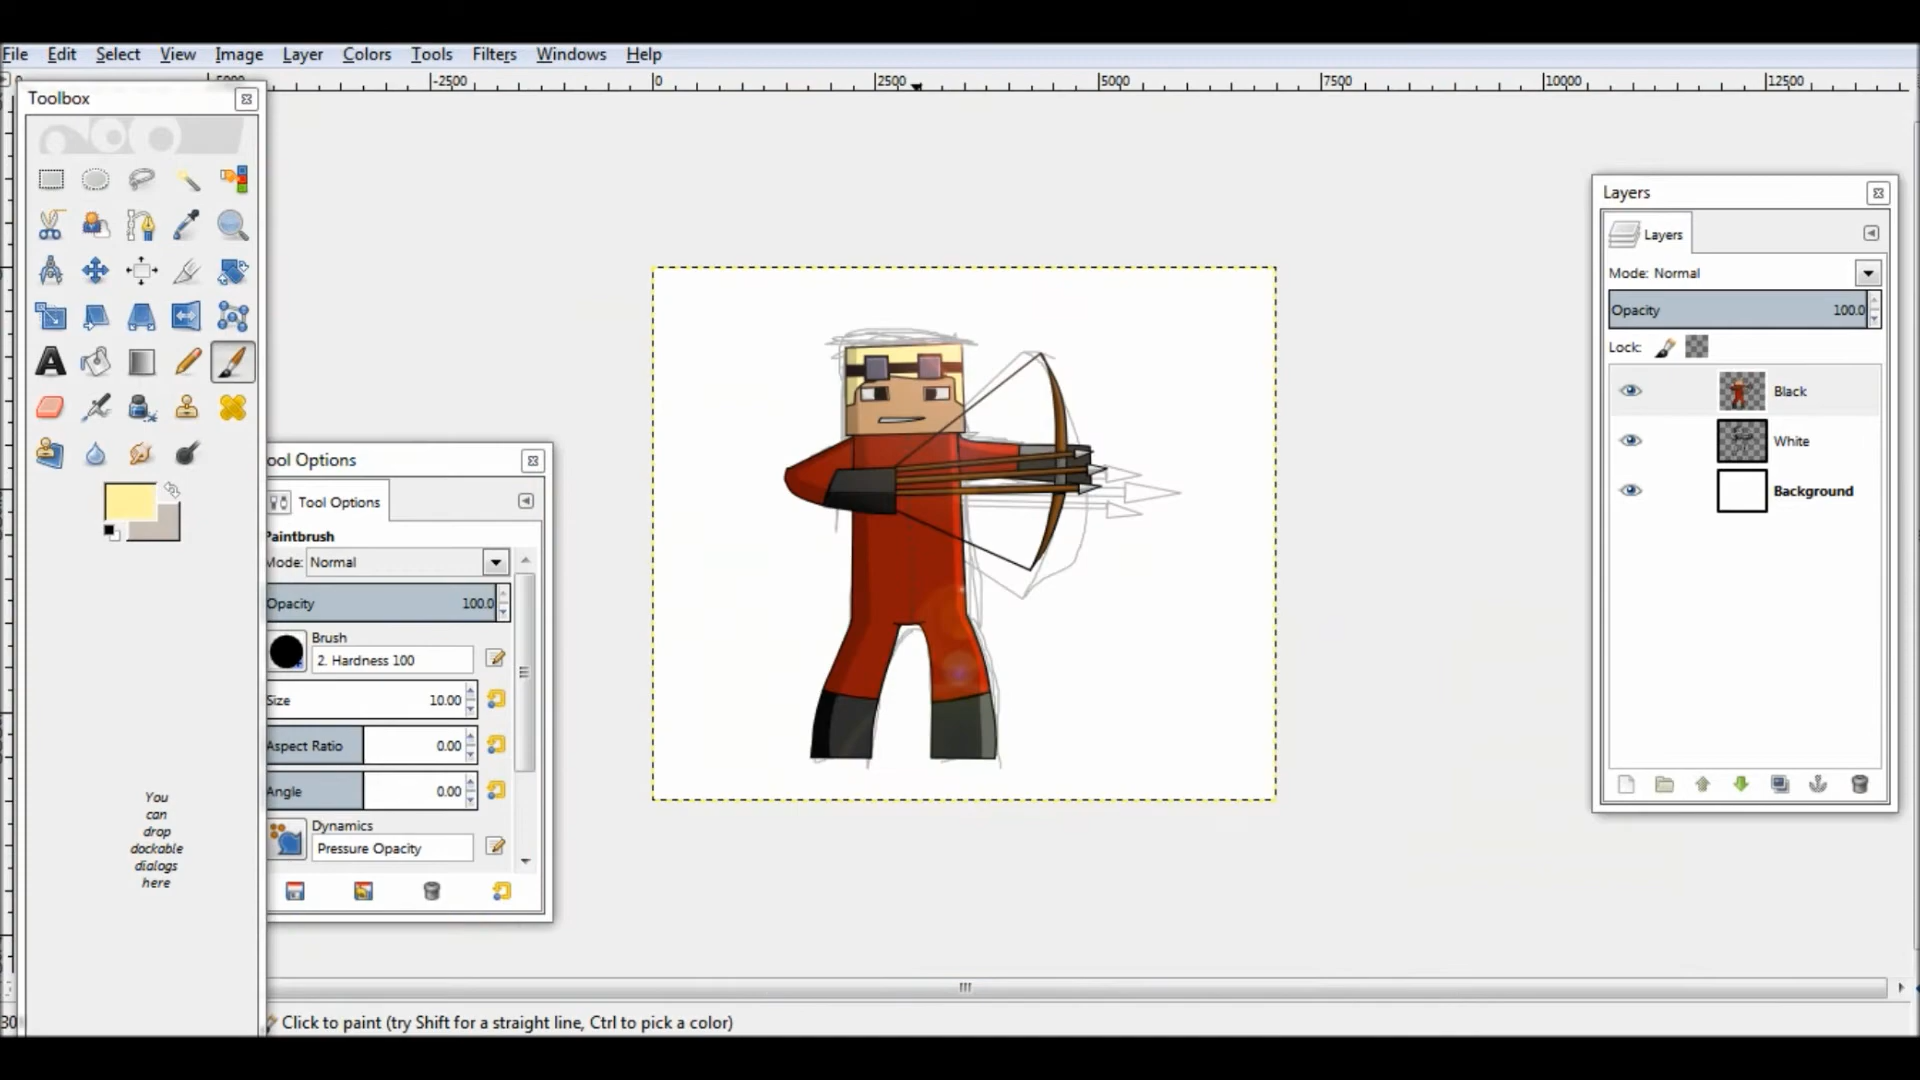 File Edit Select View Image Layer Colors Tools Filters Windows Help
-2500 0 2500 5000 7500 10000 12500
Toolbox
You
can
drop
dockable
dialogs
here
ool Options
Tool Options
Paintbrush
Mode: Normal
Opacity 100.0
Brush
2. Hardness 100
Size 10.00
Aspect Ratio 0.00
Angle 0.00
Dynamics
Pressure Opacity
Layers
Layers
Mode: Normal
Opacity 100.0
Lock:
Black
White
Background
Click to paint (try Shift for a straight line, Ctrl to pick a color)